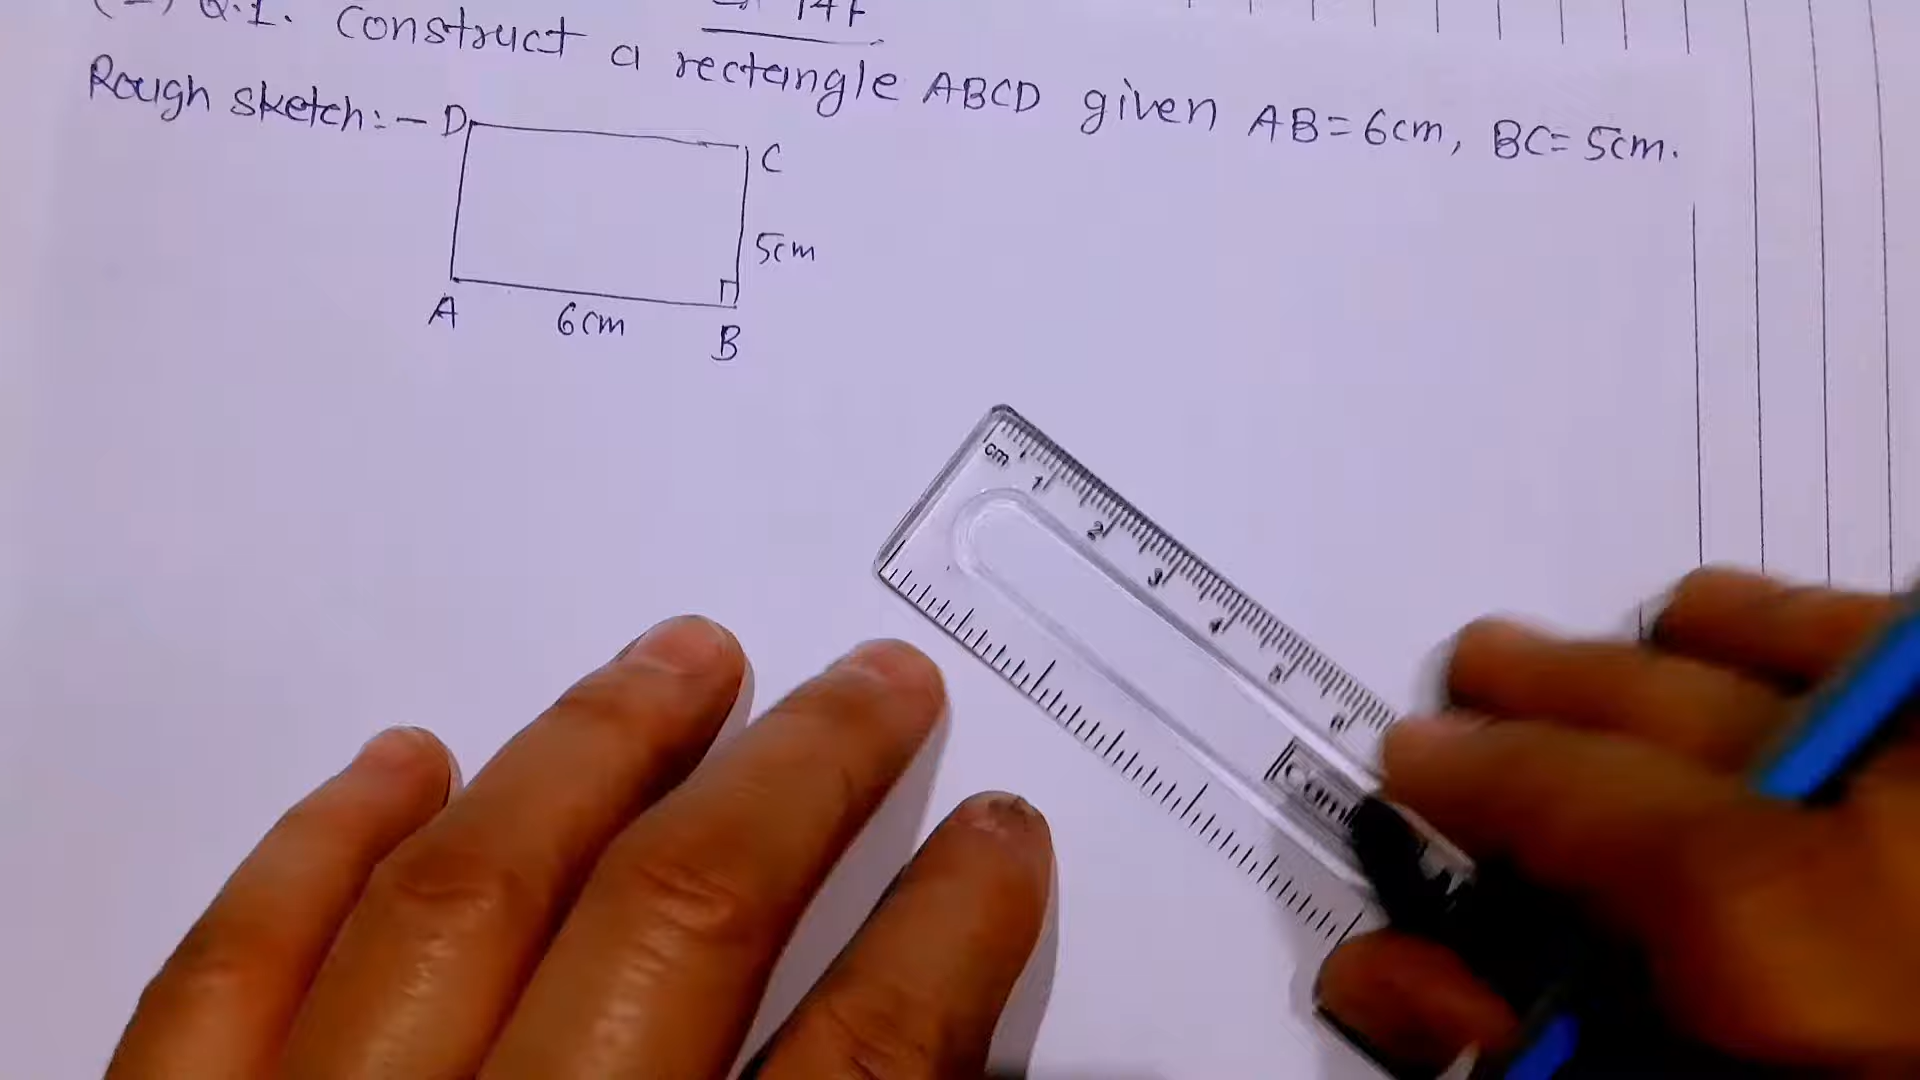 Q.1. Construct a rectangle ABCD given AB=6cm, BC=5cm.
Rough sketch:- D
C
5cm
A 6cm B
cm 1 2 3 4 5 6